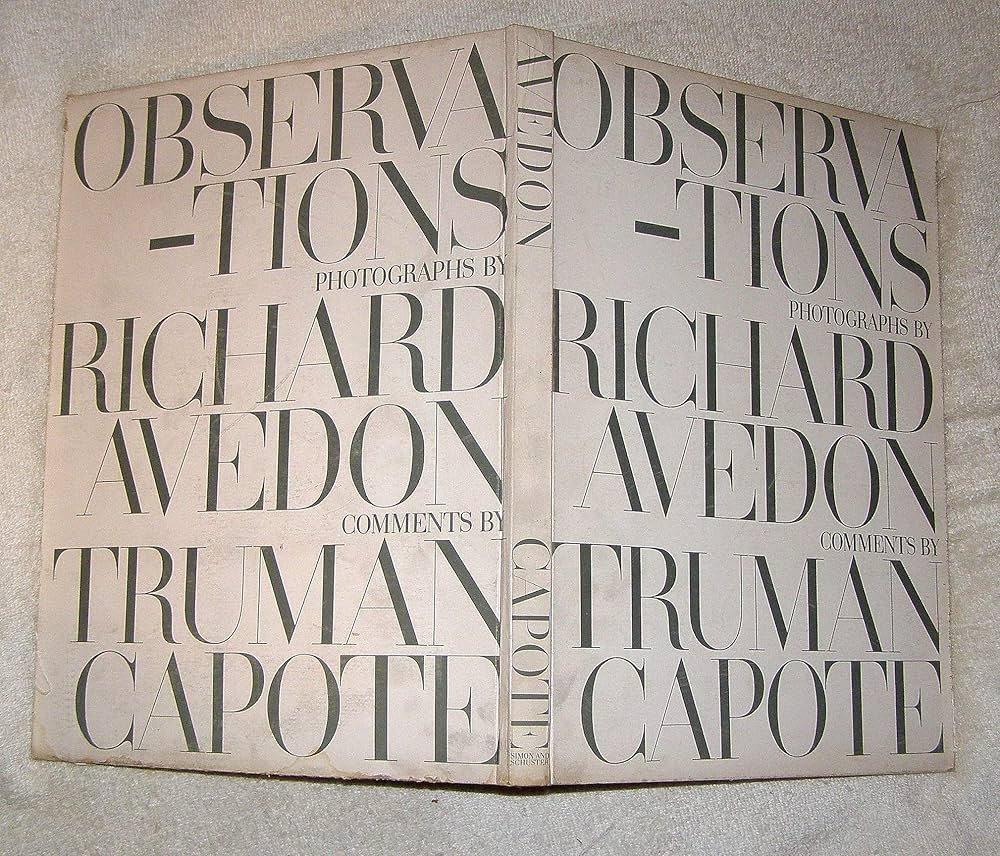 OBSERVA
-TIONS
PHOTOGRAPHS BY
RICHARD
AVEDON
COMMENTS BY
TRUMAN
CAPOTE
AVEDON
CAPOTE
SIMON AND
SCHUSTER
OBSERVA
-TIONS
PHOTOGRAPHS BY
RICHARD
AVEDON
COMMENTS BY
TRUMAN
CAPOTE